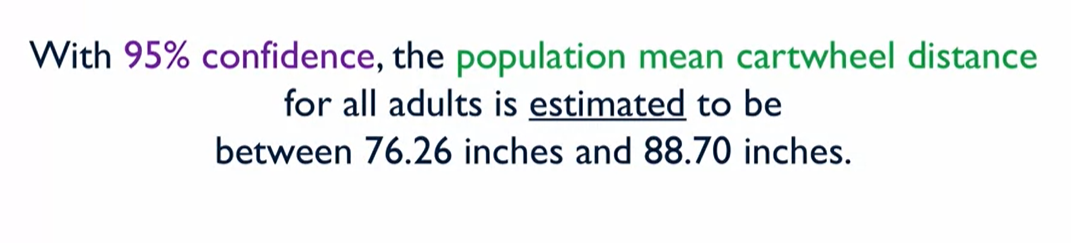 With 95% confidence, the population mean cartwheel distance
for all adults is estimated to be
between 76.26 inches and 88.70 inches.